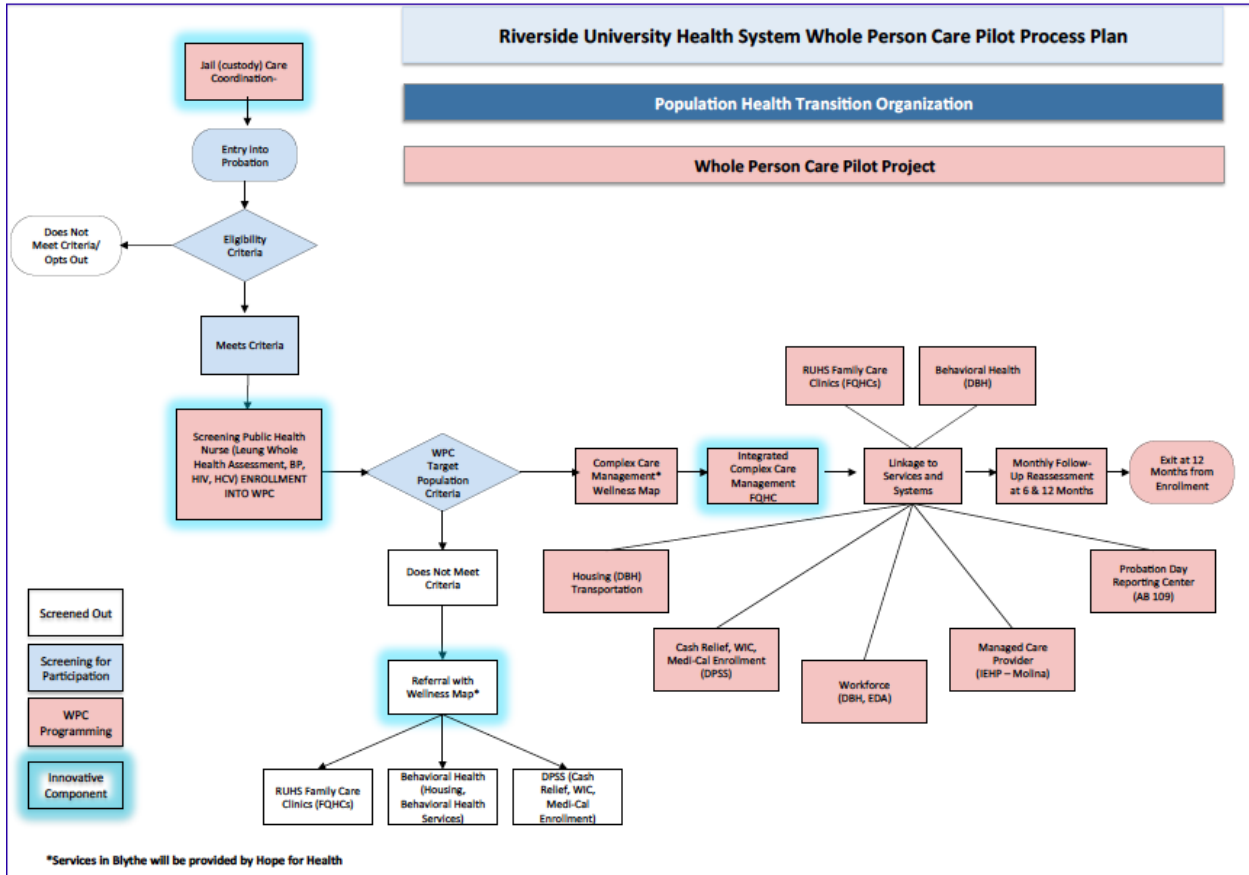 Riverside University Health System Whole Person Care Pilot Process Plan
Population Health Transition Organization
Whole Person Care Pilot Project
Jail (custody) Care
Coordination-
Entry into
Probation
Eligibility
Criteria
Does Not
Meet Criteria/
Opts Out
Meets Criteria
Screening Public Health
Nurse (Leung Whole
Health Assessment, BP,
HIV, HCV) ENROLLMENT
INTO WPC
WPC
Target
Population
Criteria
Complex Care
Management*
Wellness Map
Integrated
Complex Care
Management
FQHC
RUHS Family Care
Clinics (FQHCs)
Behavioral Health
(DBH)
Linkage to
Services and
Systems
Monthly Follow-
Up Reassessment
at 6 & 12 Months
Exit at 12
Months from
Enrollment
Housing (DBH)
Transportation
Cash Relief, WIC,
Medi-Cal Enrollment
(DPSS)
Workforce
(DBH, EDA)
Managed Care
Provider
(IEHP – Molina)
Probation Day
Reporting Center
(AB 109)
Does Not Meet
Criteria
Referral with
Wellness Map*
RUHS Family Care
Clinics (FQHCs)
Behavioral Health
(Housing,
Behavioral Health
Services)
DPSS (Cash
Relief, WIC,
Medi-Cal
Enrollment)
Screened Out
Screening for
Participation
WPC
Programming
Innovative
Component
*Services in Blythe will be provided by Hope for Health